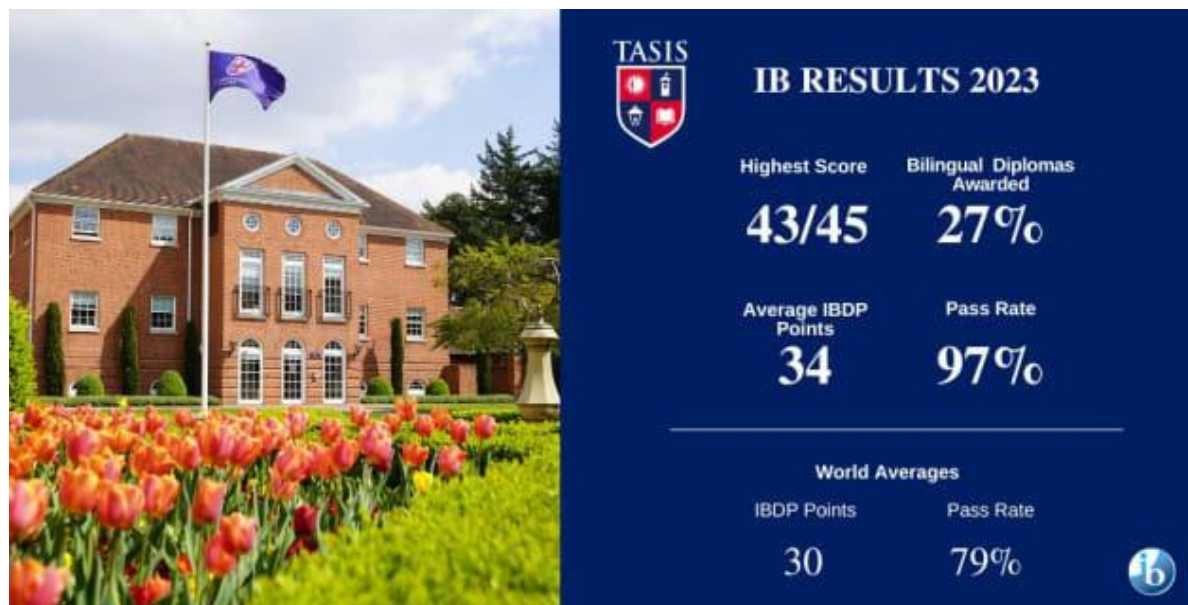 TASIS
IB RESULTS 2023
Highest Score
43/45
Bilingual Diplomas
Awarded
27%
Average IBDP
Points
34
Pass Rate
97%
World Averages
IBDP Points
30
Pass Rate
79%
ib